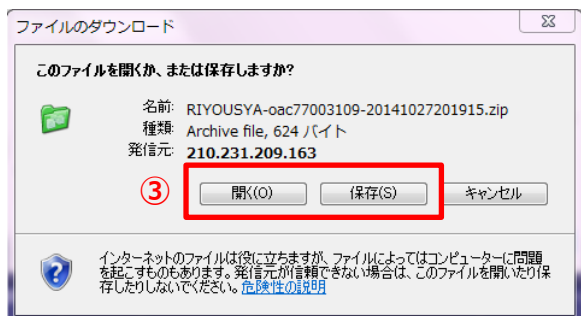 ファイルのダウンロード
このファイルを開くか、または保存しますか?
名前: RIYOUSYA-oac77003109-20141027201915.zip
種類: Archive file, 624 バイト
発信元: 210.231.209.163
③ 開く(O) 保存(S) キャンセル
インターネットのファイルは役に立ちますが、ファイルによってはコンピューターに問題
を起こすものもあります。発信元が信頼できない場合は、このファイルを開いたり保
存したりしないでください。危険性の説明